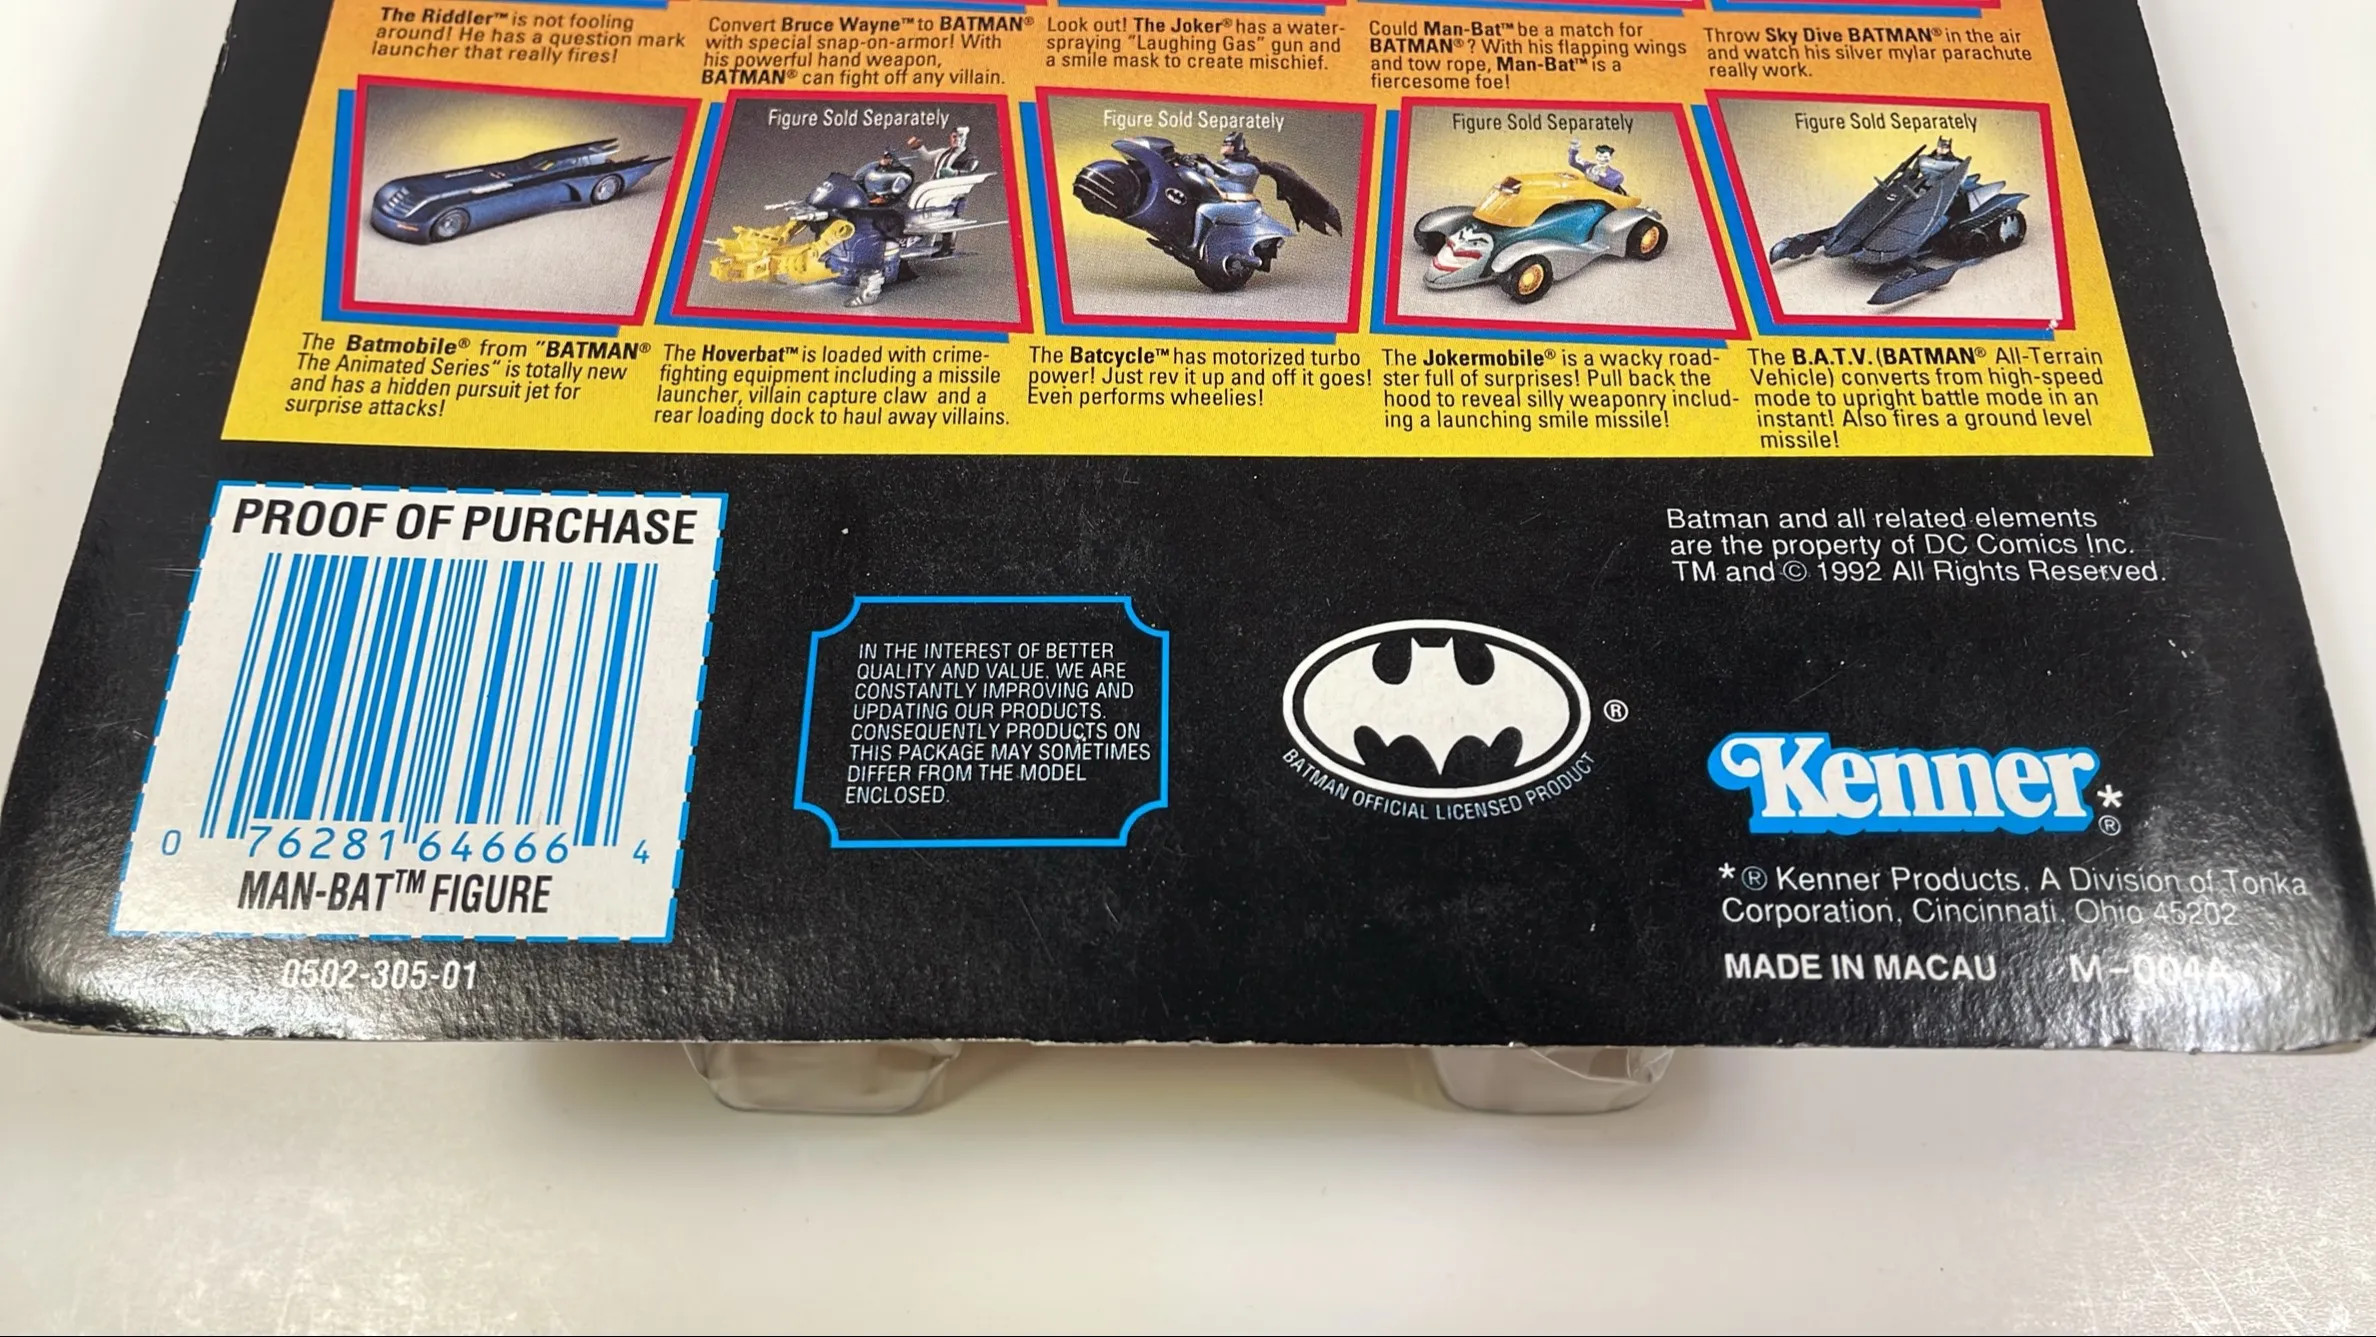 The Riddler™ is not fooling
around! He has a question mark
launcher that really fires!
Convert Bruce Wayne™ to BATMAN®
with special snap-on-armor! With
his powerful hand weapon,
BATMAN® can fight off any villain.
Look out! The Joker® has a water-
spraying "Laughing Gas" gun and
a smile mask to create mischief.
Could Man-Bat™ be a match for
BATMAN®? With his flapping wings
and tow rope, Man-Bat™ is a
fiercesome foe!
Throw Sky Dive BATMAN® in the air
and watch his silver mylar parachute
really work.
Figure Sold Separately
Figure Sold Separately
Figure Sold Separately
Figure Sold Separately
The Batmobile® from "BATMAN®
The Animated Series" is totally new
and has a hidden pursuit jet for
surprise attacks!
The Hoverbat™ is loaded with crime-
fighting equipment including a missile
launcher, villain capture claw and a
rear loading dock to haul away villains.
The Batcycle™ has motorized turbo
power! Just rev it up and off it goes!
Even performs wheelies!
The Jokermobile® is a wacky road-
ster full of surprises! Pull back the
hood to reveal silly weaponry includ-
ing a launching smile missile!
The B.A.T.V. (BATMAN® All-Terrain
Vehicle) converts from high-speed
mode to upright battle mode in an
instant! Also fires a ground level
missile!
PROOF OF PURCHASE
0 76281 64666 4
MAN-BAT™ FIGURE
0502-305-01
IN THE INTEREST OF BETTER
QUALITY AND VALUE, WE ARE
CONSTANTLY IMPROVING AND
UPDATING OUR PRODUCTS.
CONSEQUENTLY PRODUCTS ON
THIS PACKAGE MAY SOMETIMES
DIFFER FROM THE MODEL
ENCLOSED.
®
BATMAN OFFICIAL LICENSED PRODUCT
Batman and all related elements
are the property of DC Comics Inc.
TM and © 1992 All Rights Reserved.
Kenner*®
*® Kenner Products, A Division of Tonka
Corporation, Cincinnati, Ohio 45202
MADE IN MACAU M-004A